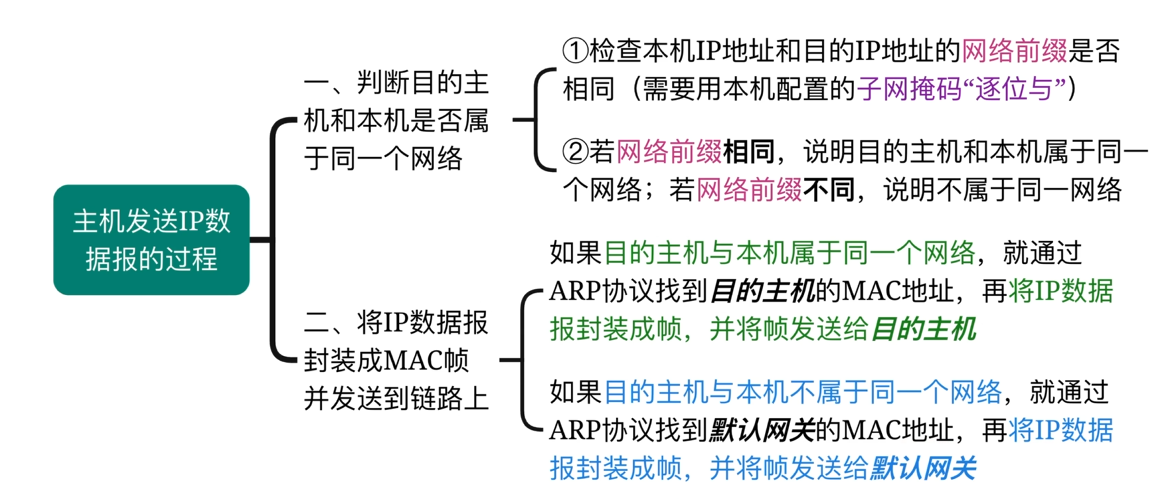 主机发送IP数
据报的过程
一、判断目的主
机和本机是否属
于同一个网络
①检查本机IP地址和目的IP地址的网络前缀是否
相同（需要用本机配置的子网掩码“逐位与”）
②若网络前缀相同，说明目的主机和本机属于同一
个网络；若网络前缀不同，说明不属于同一网络
二、将IP数据报
封装成MAC帧
并发送到链路上
如果目的主机与本机属于同一个网络，就通过
ARP协议找到目的主机的MAC地址，再将IP数据
报封装成帧，并将帧发送给目的主机
如果目的主机与本机不属于同一个网络，就通过
ARP协议找到默认网关的MAC地址，再将IP数据
报封装成帧，并将帧发送给默认网关